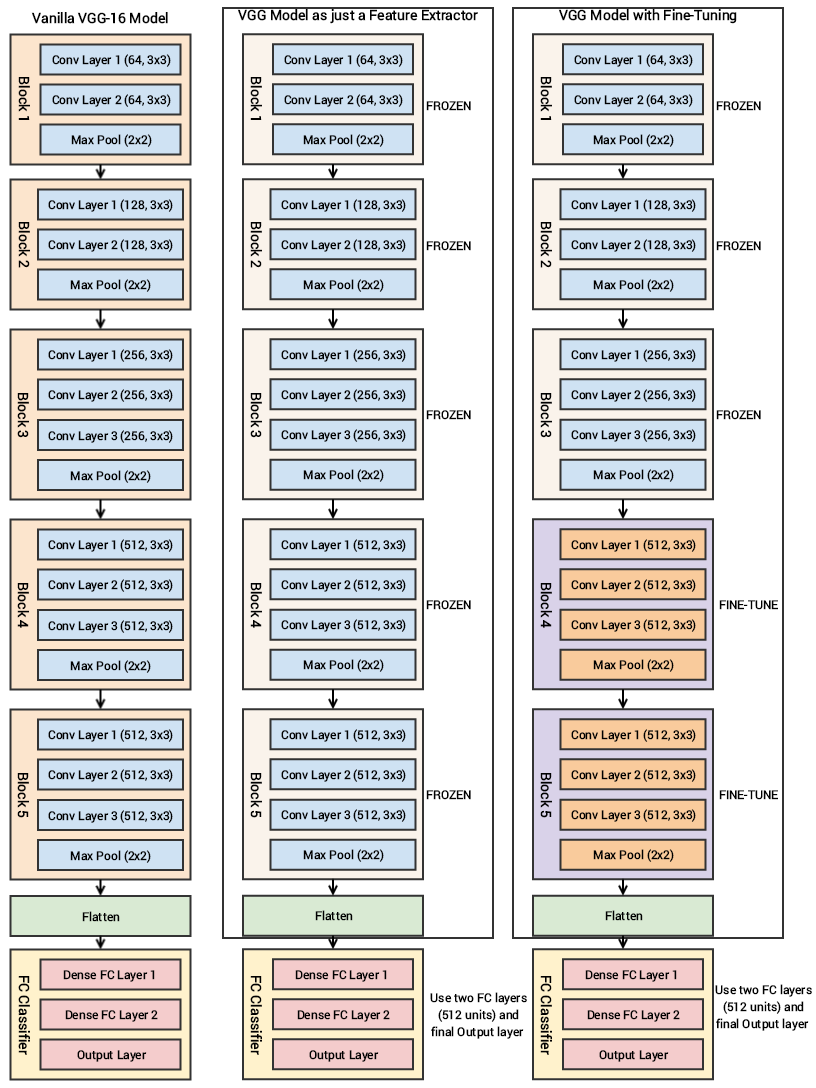 Vanilla VGG-16 Model
Block 1
Conv Layer 1 (64, 3x3)
Conv Layer 2 (64, 3x3)
Max Pool (2x2)
Block 2
Conv Layer 1 (128, 3x3)
Conv Layer 2 (128, 3x3)
Max Pool (2x2)
Block 3
Conv Layer 1 (256, 3x3)
Conv Layer 2 (256, 3x3)
Conv Layer 3 (256, 3x3)
Max Pool (2x2)
Block 4
Conv Layer 1 (512, 3x3)
Conv Layer 2 (512, 3x3)
Conv Layer 3 (512, 3x3)
Max Pool (2x2)
Block 5
Conv Layer 1 (512, 3x3)
Conv Layer 2 (512, 3x3)
Conv Layer 3 (512, 3x3)
Max Pool (2x2)
Flatten
FC Classifier
Dense FC Layer 1
Dense FC Layer 2
Output Layer
VGG Model as just a Feature Extractor
Block 1
Conv Layer 1 (64, 3x3)
Conv Layer 2 (64, 3x3)
Max Pool (2x2)
FROZEN
Block 2
Conv Layer 1 (128, 3x3)
Conv Layer 2 (128, 3x3)
Max Pool (2x2)
FROZEN
Block 3
Conv Layer 1 (256, 3x3)
Conv Layer 2 (256, 3x3)
Conv Layer 3 (256, 3x3)
Max Pool (2x2)
FROZEN
Block 4
Conv Layer 1 (512, 3x3)
Conv Layer 2 (512, 3x3)
Conv Layer 3 (512, 3x3)
Max Pool (2x2)
FROZEN
Block 5
Conv Layer 1 (512, 3x3)
Conv Layer 2 (512, 3x3)
Conv Layer 3 (512, 3x3)
Max Pool (2x2)
FROZEN
Flatten
FC Classifier
Dense FC Layer 1
Dense FC Layer 2
Output Layer
Use two FC layers
(512 units) and
final Output layer
VGG Model with Fine-Tuning
Block 1
Conv Layer 1 (64, 3x3)
Conv Layer 2 (64, 3x3)
Max Pool (2x2)
FROZEN
Block 2
Conv Layer 1 (128, 3x3)
Conv Layer 2 (128, 3x3)
Max Pool (2x2)
FROZEN
Block 3
Conv Layer 1 (256, 3x3)
Conv Layer 2 (256, 3x3)
Conv Layer 3 (256, 3x3)
Max Pool (2x2)
FROZEN
Block 4
Conv Layer 1 (512, 3x3)
Conv Layer 2 (512, 3x3)
Conv Layer 3 (512, 3x3)
Max Pool (2x2)
FINE-TUNE
Block 5
Conv Layer 1 (512, 3x3)
Conv Layer 2 (512, 3x3)
Conv Layer 3 (512, 3x3)
Max Pool (2x2)
FINE-TUNE
Flatten
FC Classifier
Dense FC Layer 1
Dense FC Layer 2
Output Layer
Use two FC layers
(512 units) and
final Output layer